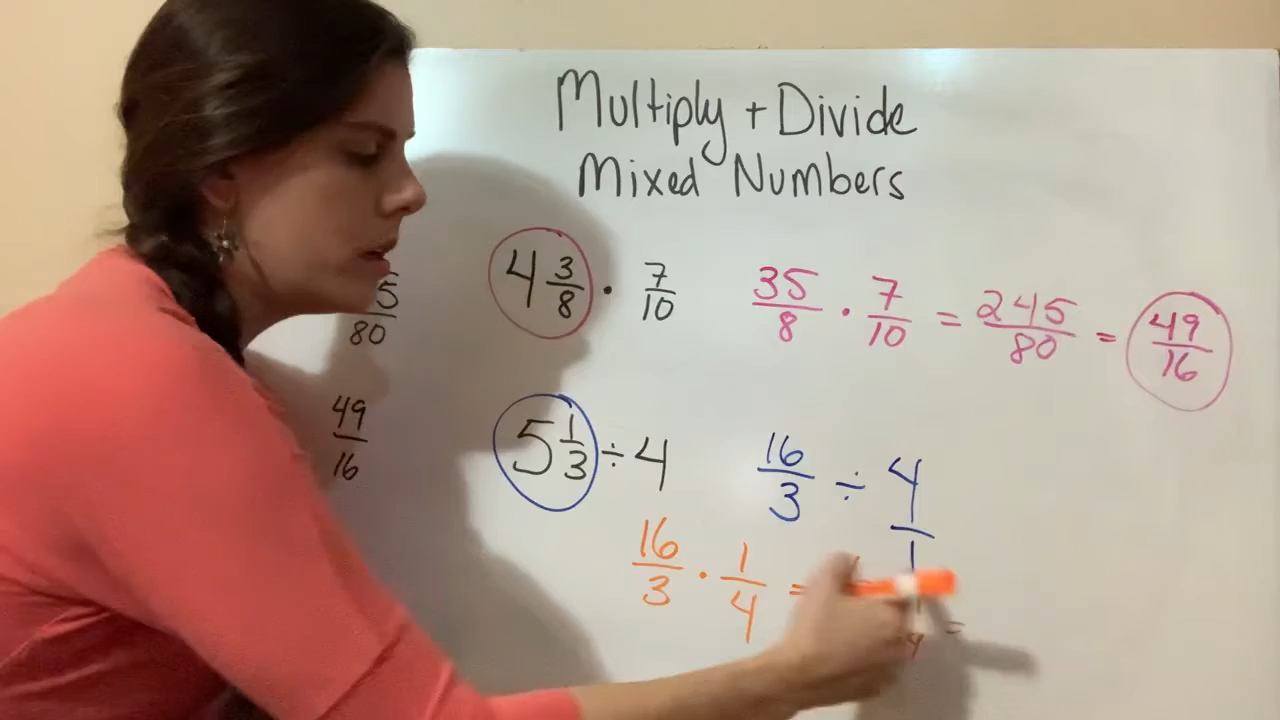 Multiply + Divide
Mixed Numbers
5
80
4 3/8 · 7/10
35/8 · 7/10 = 245/80 = 49/16
49/16
5 1/3 ÷ 4
16/3 ÷ 4/1
16/3 · 1/4 =
=